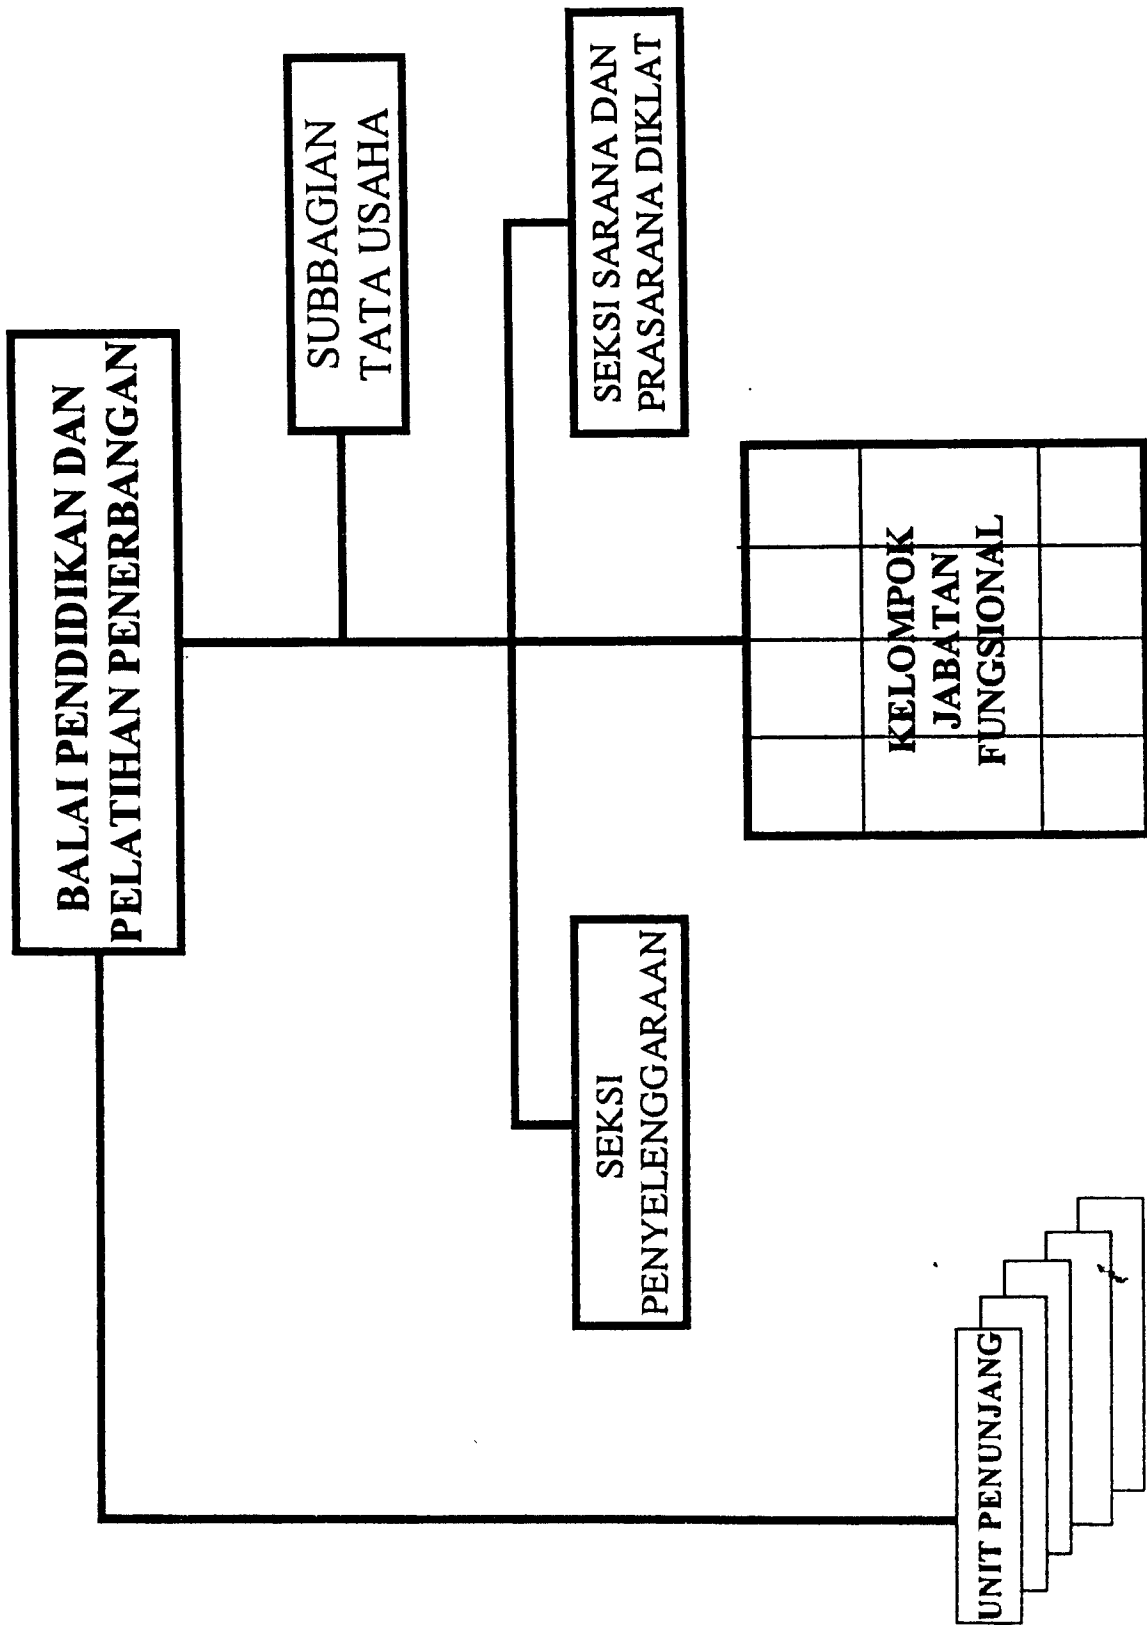 BALAI PENDIDIKAN DAN
PELATIHAN PENERBANGAN
SUBBAGIAN
TATA USAHA
SEKSI
PENYELENGGARAAN
SEKSI SARANA DAN
PRASARANA DIKLAT
KELOMPOK
JABATAN
FUNGSIONAL
UNIT PENUNJANG